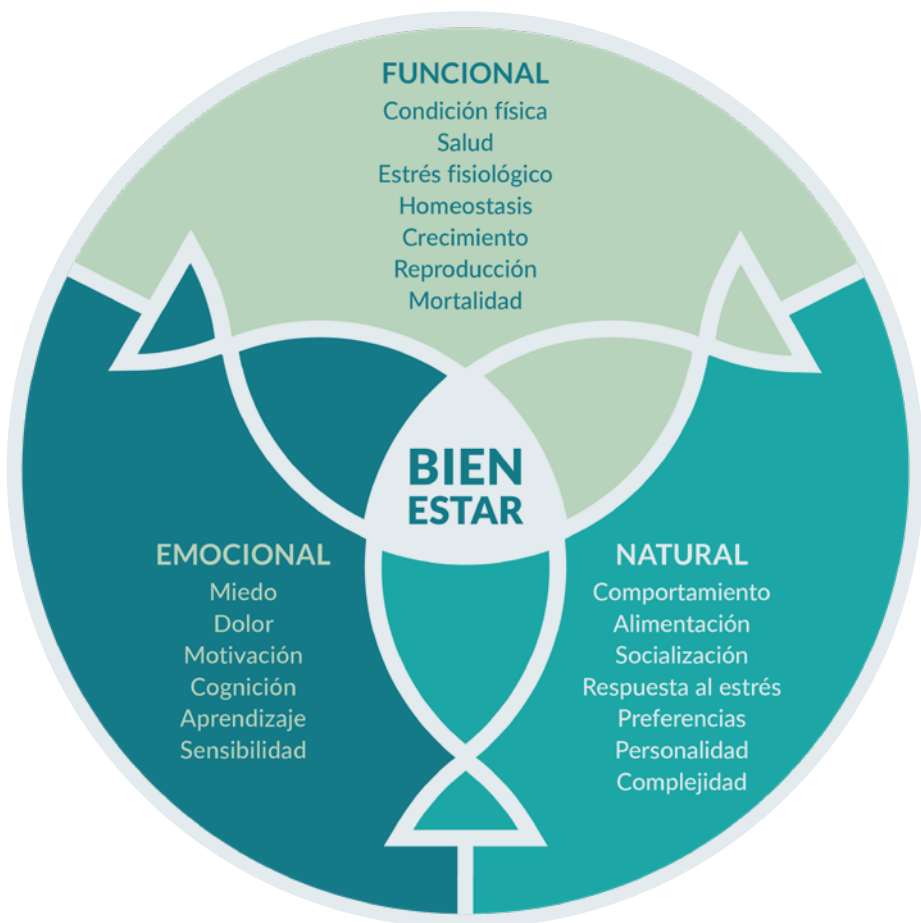 FUNCIONAL
Condición física
Salud
Estrés fisiológico
Homeostasis
Crecimiento
Reproducción
Mortalidad
BIEN
ESTAR
EMOCIONAL
Miedo
Dolor
Motivación
Cognición
Aprendizaje
Sensibilidad
NATURAL
Comportamiento
Alimentación
Socialización
Respuesta al estrés
Preferencias
Personalidad
Complejidad